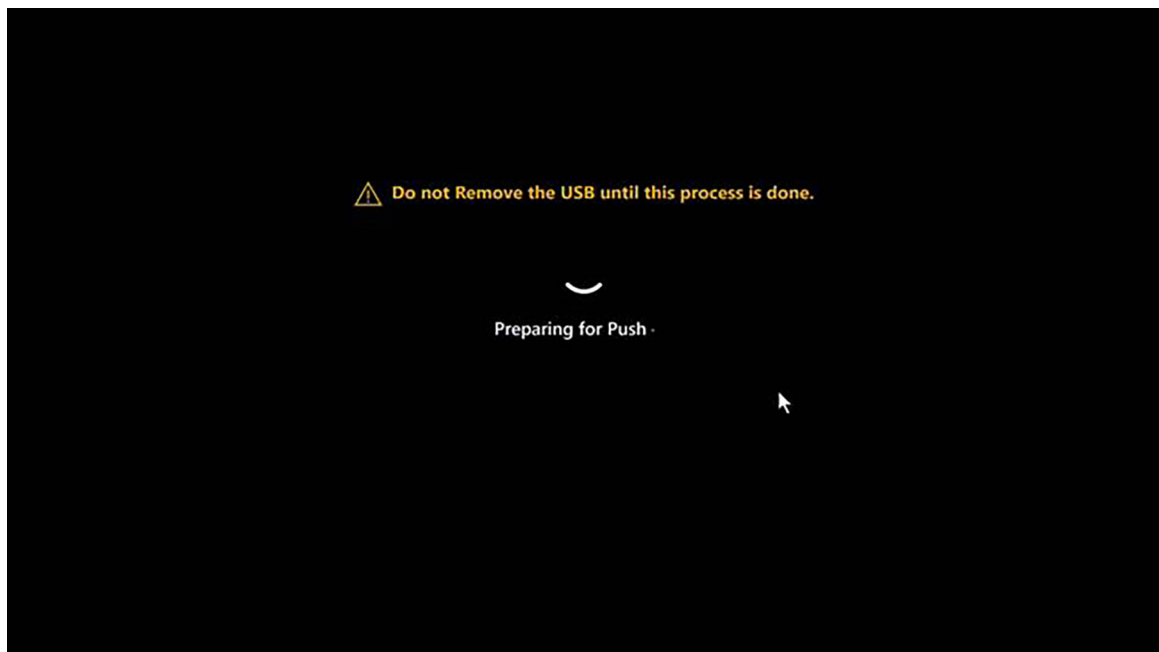 Do not Remove the USB until this process is done.
Preparing for Push